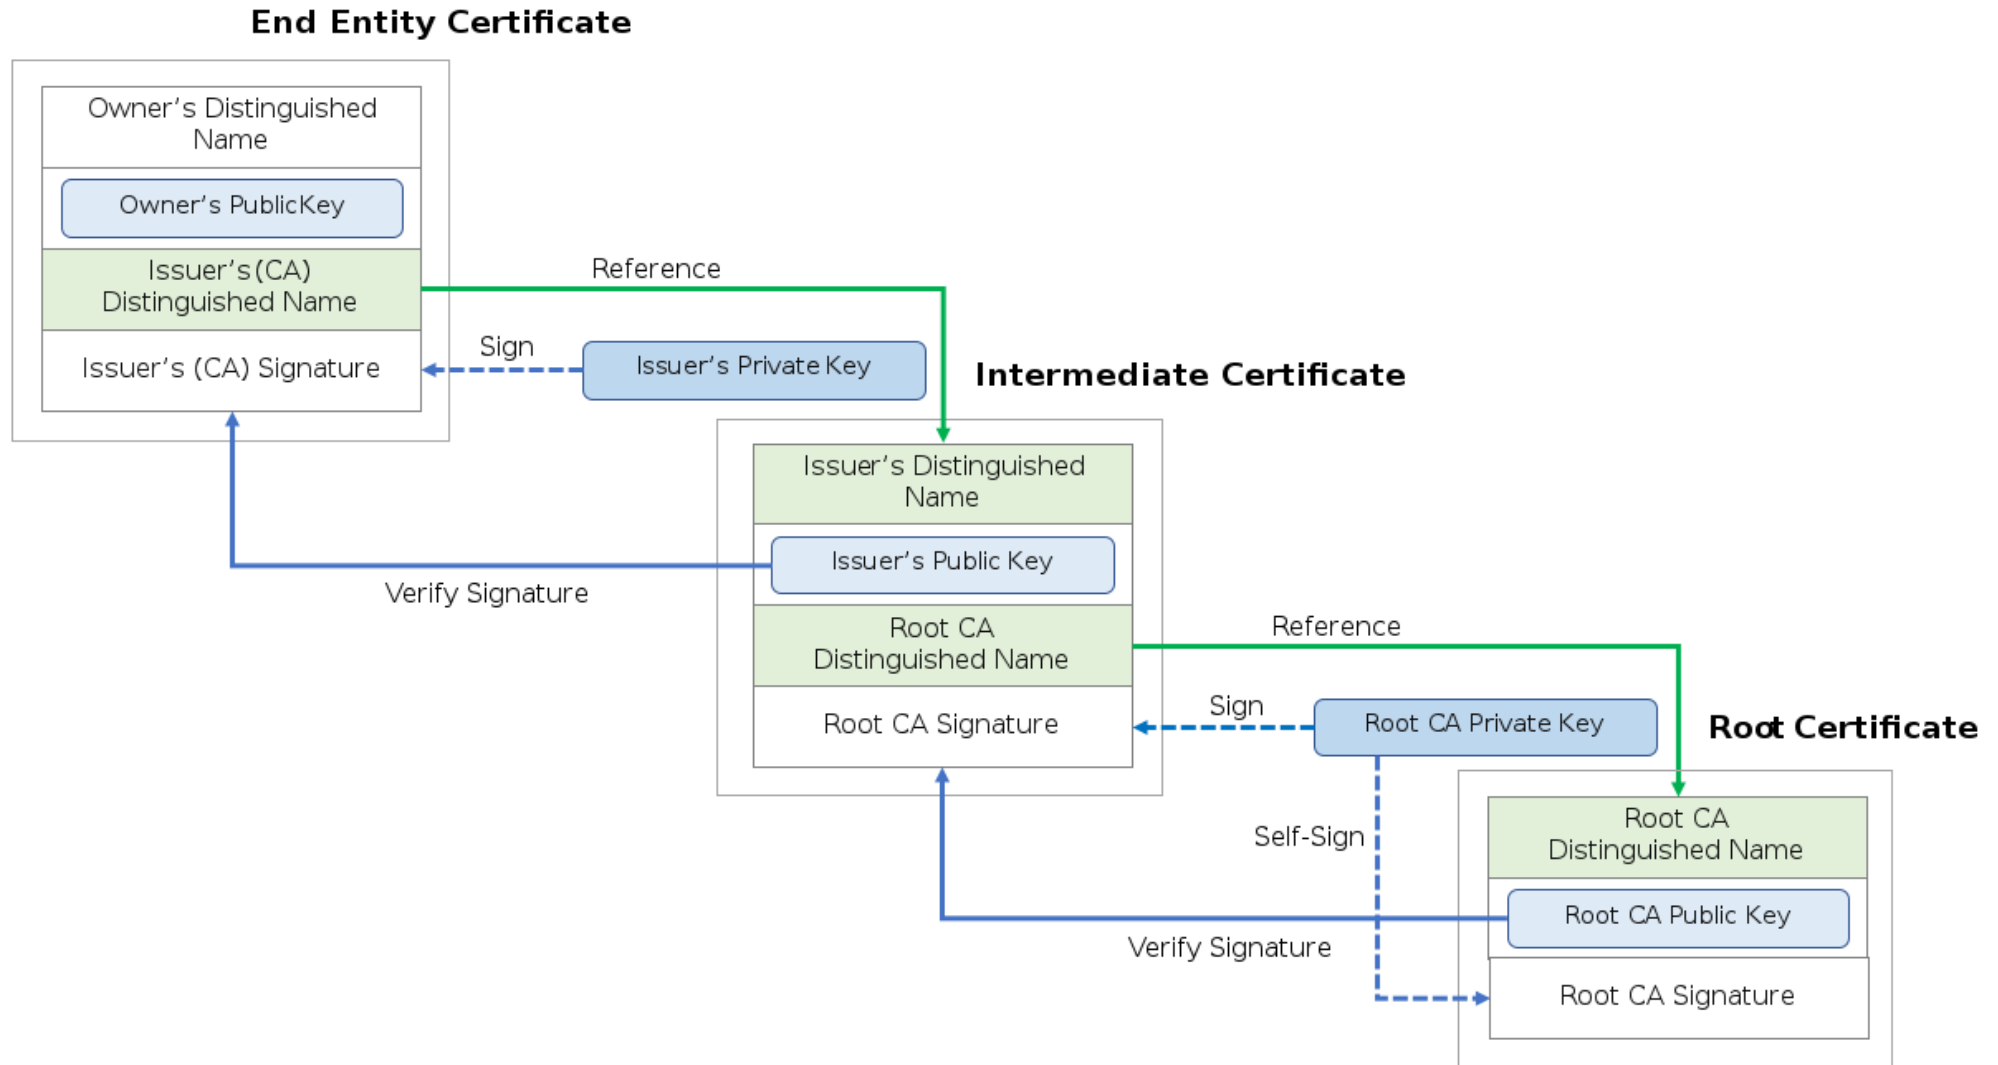 End Entity Certificate
Owner's Distinguished
Name
Owner's Public Key
Issuer's (CA)
Distinguished Name
Issuer's (CA) Signature
Reference
Sign
Issuer's Private Key
Verify Signature
Intermediate Certificate
Issuer's Distinguished
Name
Issuer's Public Key
Root CA
Distinguished Name
Root CA Signature
Reference
Sign
Root CA Private Key
Self-Sign
Verify Signature
Root Certificate
Root CA
Distinguished Name
Root CA Public Key
Root CA Signature